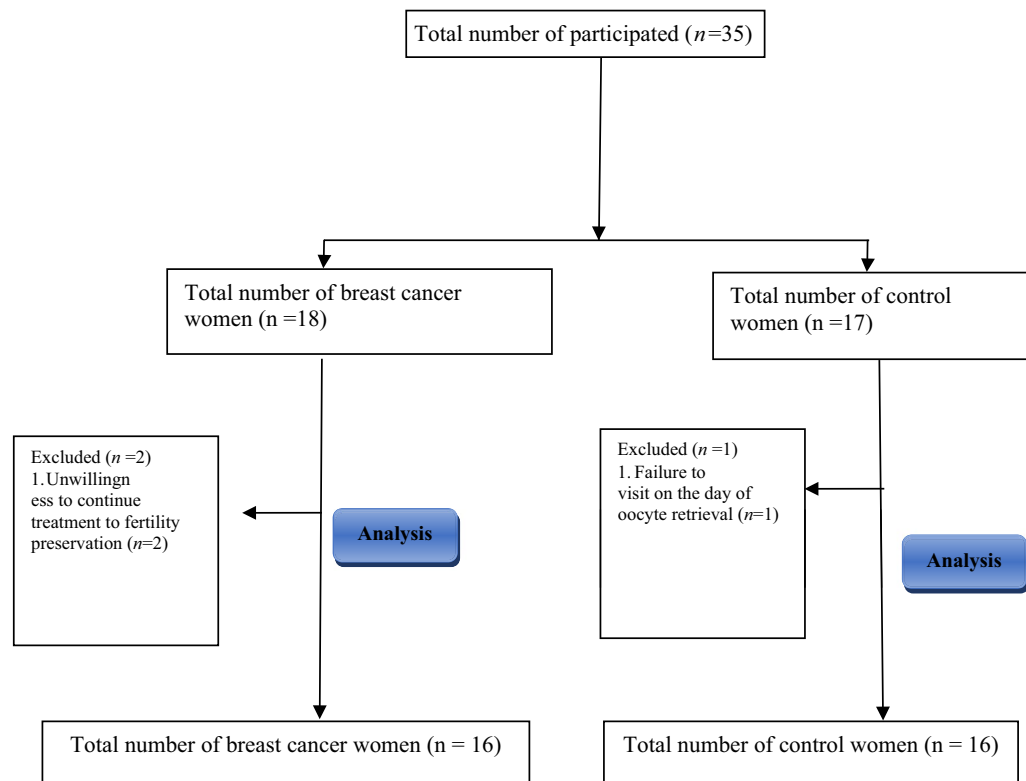 Total number of participated (n=35)
Total number of breast cancer
women (n =18)
Total number of control
women (n =17)
Excluded (n =2)
1. Unwillingn
ess to continue
treatment to fertility
preservation (n=2)
Analysis
Excluded (n =1)
1. Failure to
visit on the day of
oocyte retrieval (n=1)
Analysis
Total number of breast cancer women (n = 16)
Total number of control women (n = 16)